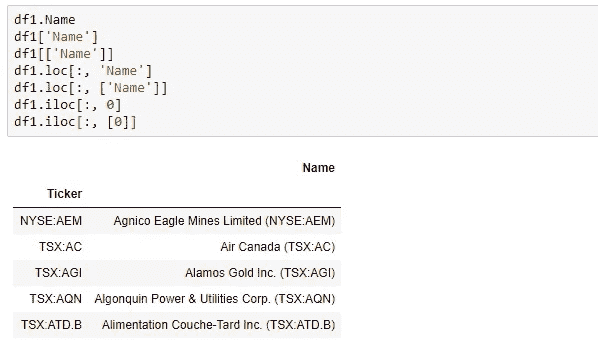 df1.Name
df1['Name']
df1[['Name']]
df1.loc[:, 'Name']
df1.loc[:, ['Name']]
df1.iloc[:, 0]
df1.iloc[:, [0]]
Name
Ticker
NYSE:AEM Agnico Eagle Mines Limited (NYSE:AEM)
TSX:AC Air Canada (TSX:AC)
TSX:AGI Alamos Gold Inc. (TSX:AGI)
TSX:AQN Algonquin Power & Utilities Corp. (TSX:AQN)
TSX:ATD.B Alimentation Couche-Tard Inc. (TSX:ATD.B)